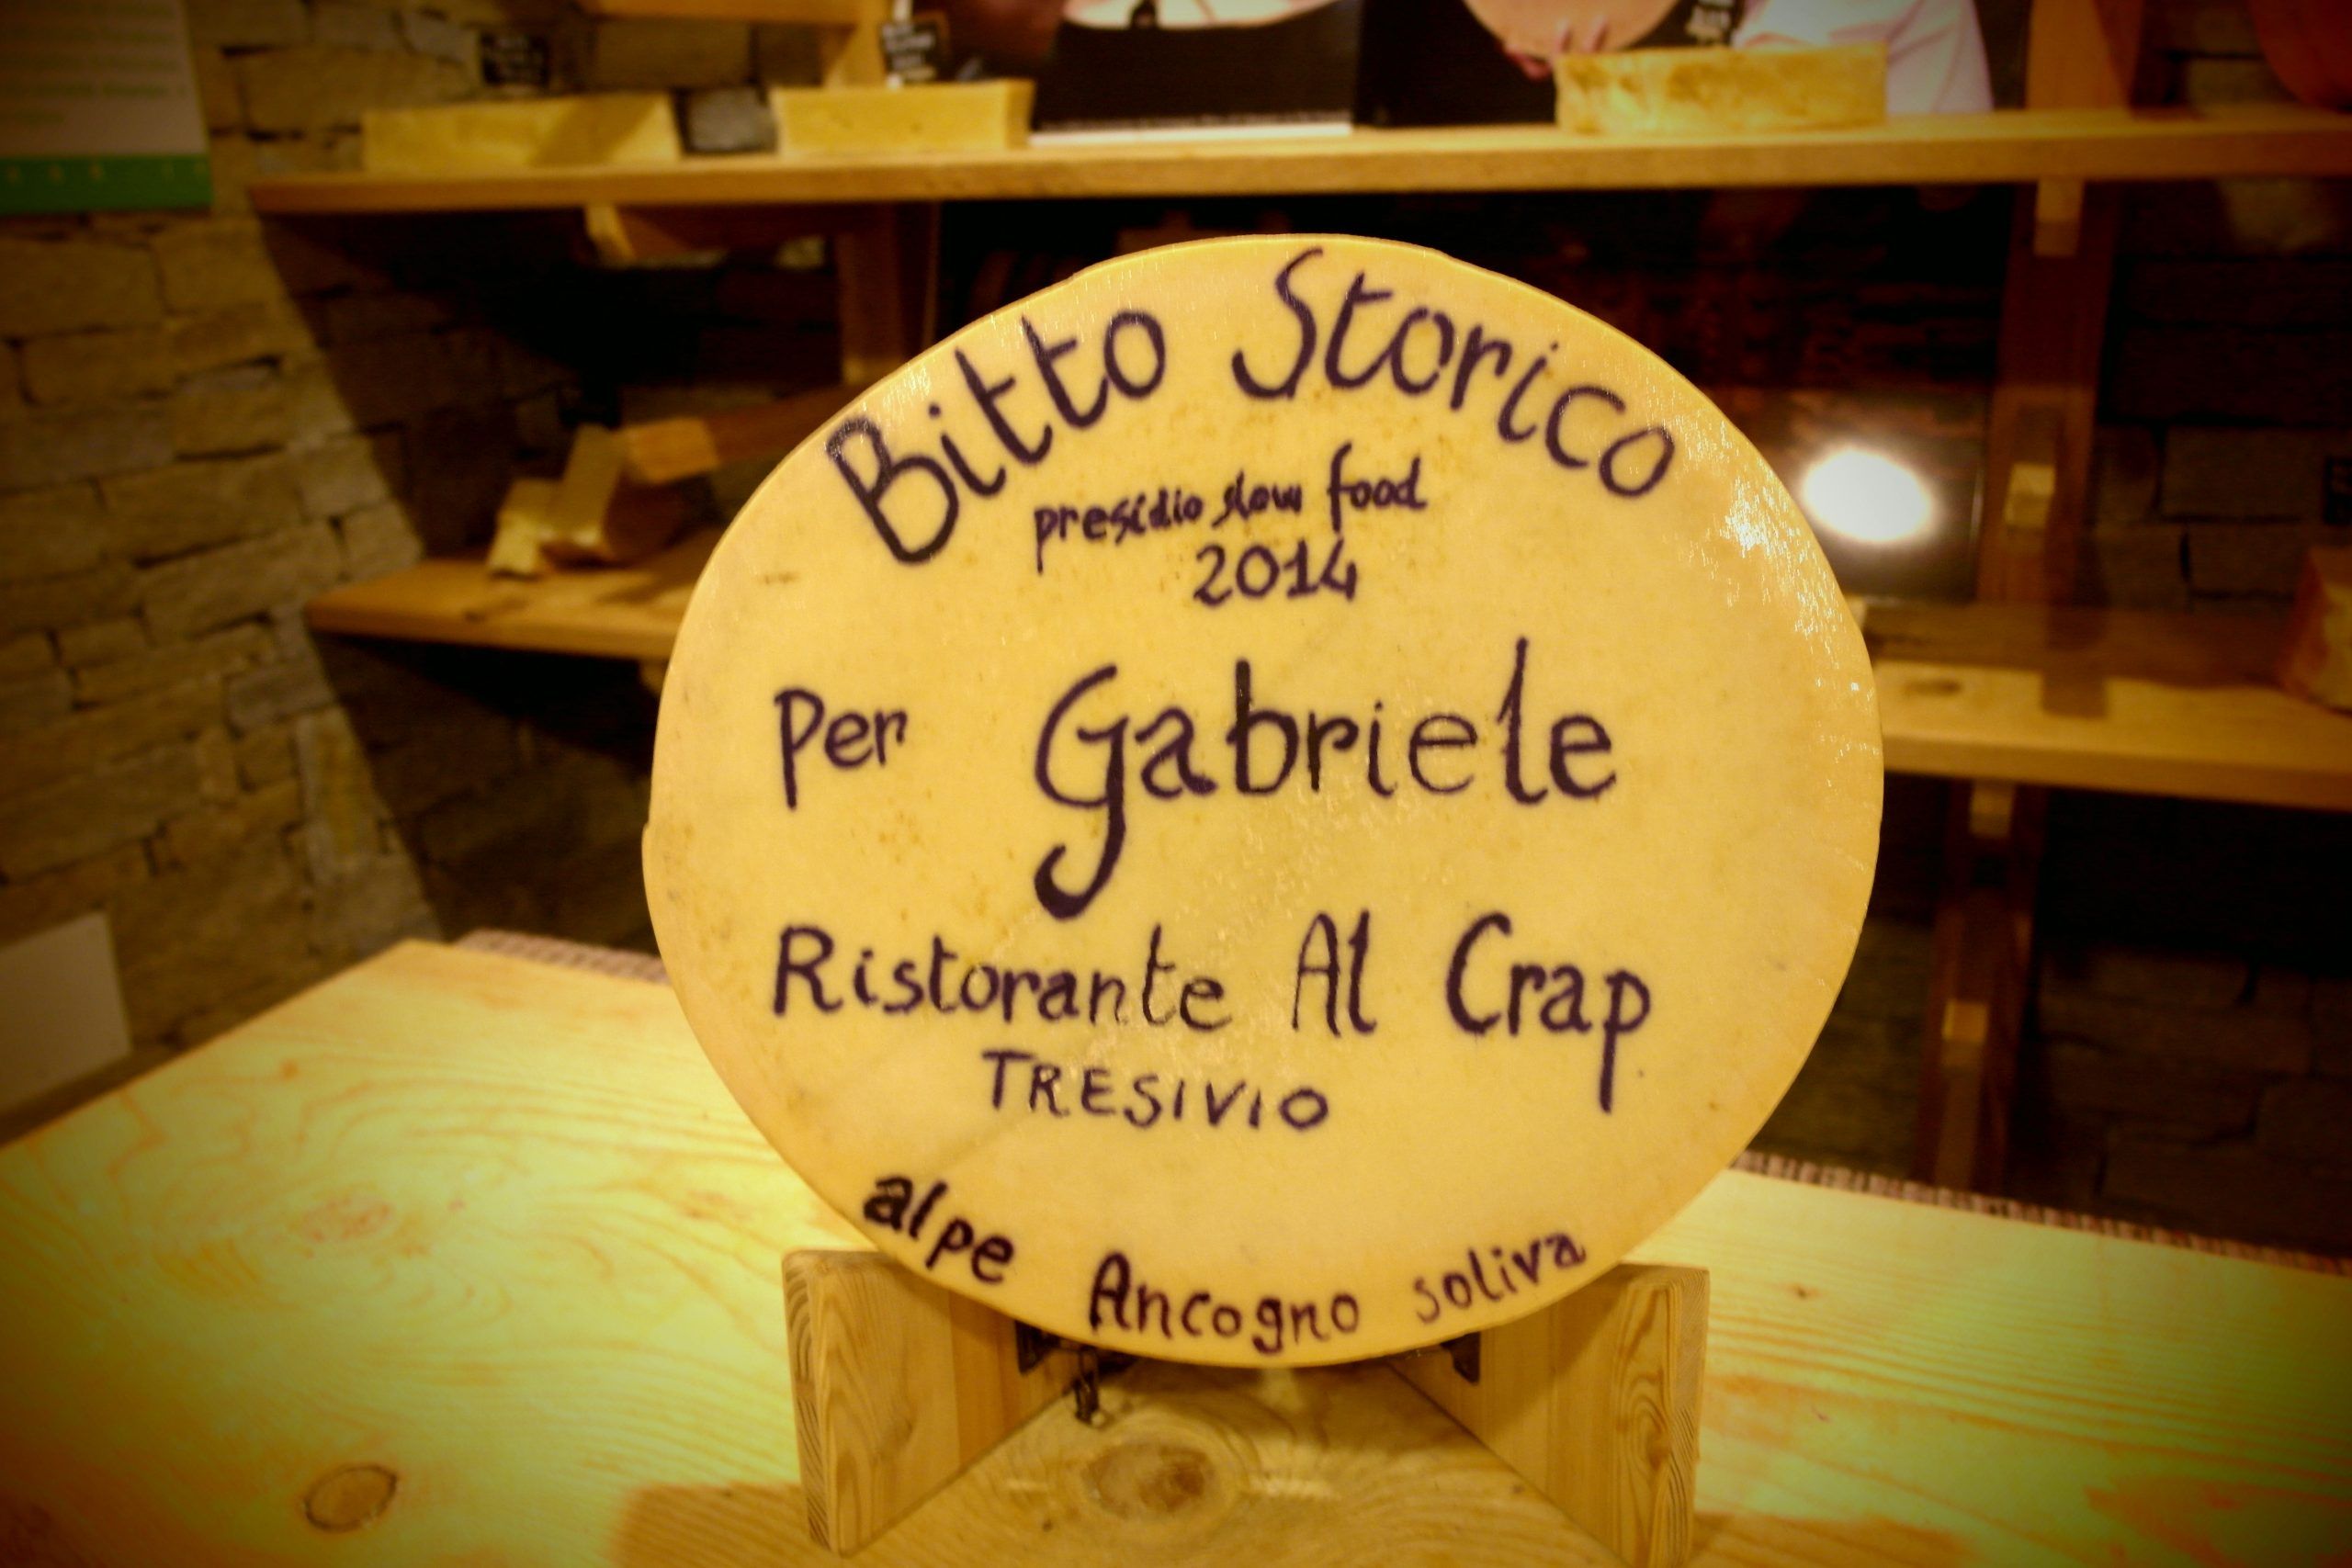 Bitto Storico
presidio slow food
2014
Per Gabriele
Ristorante Al Crap
TRESIVIO
alpe Ancogno soliva